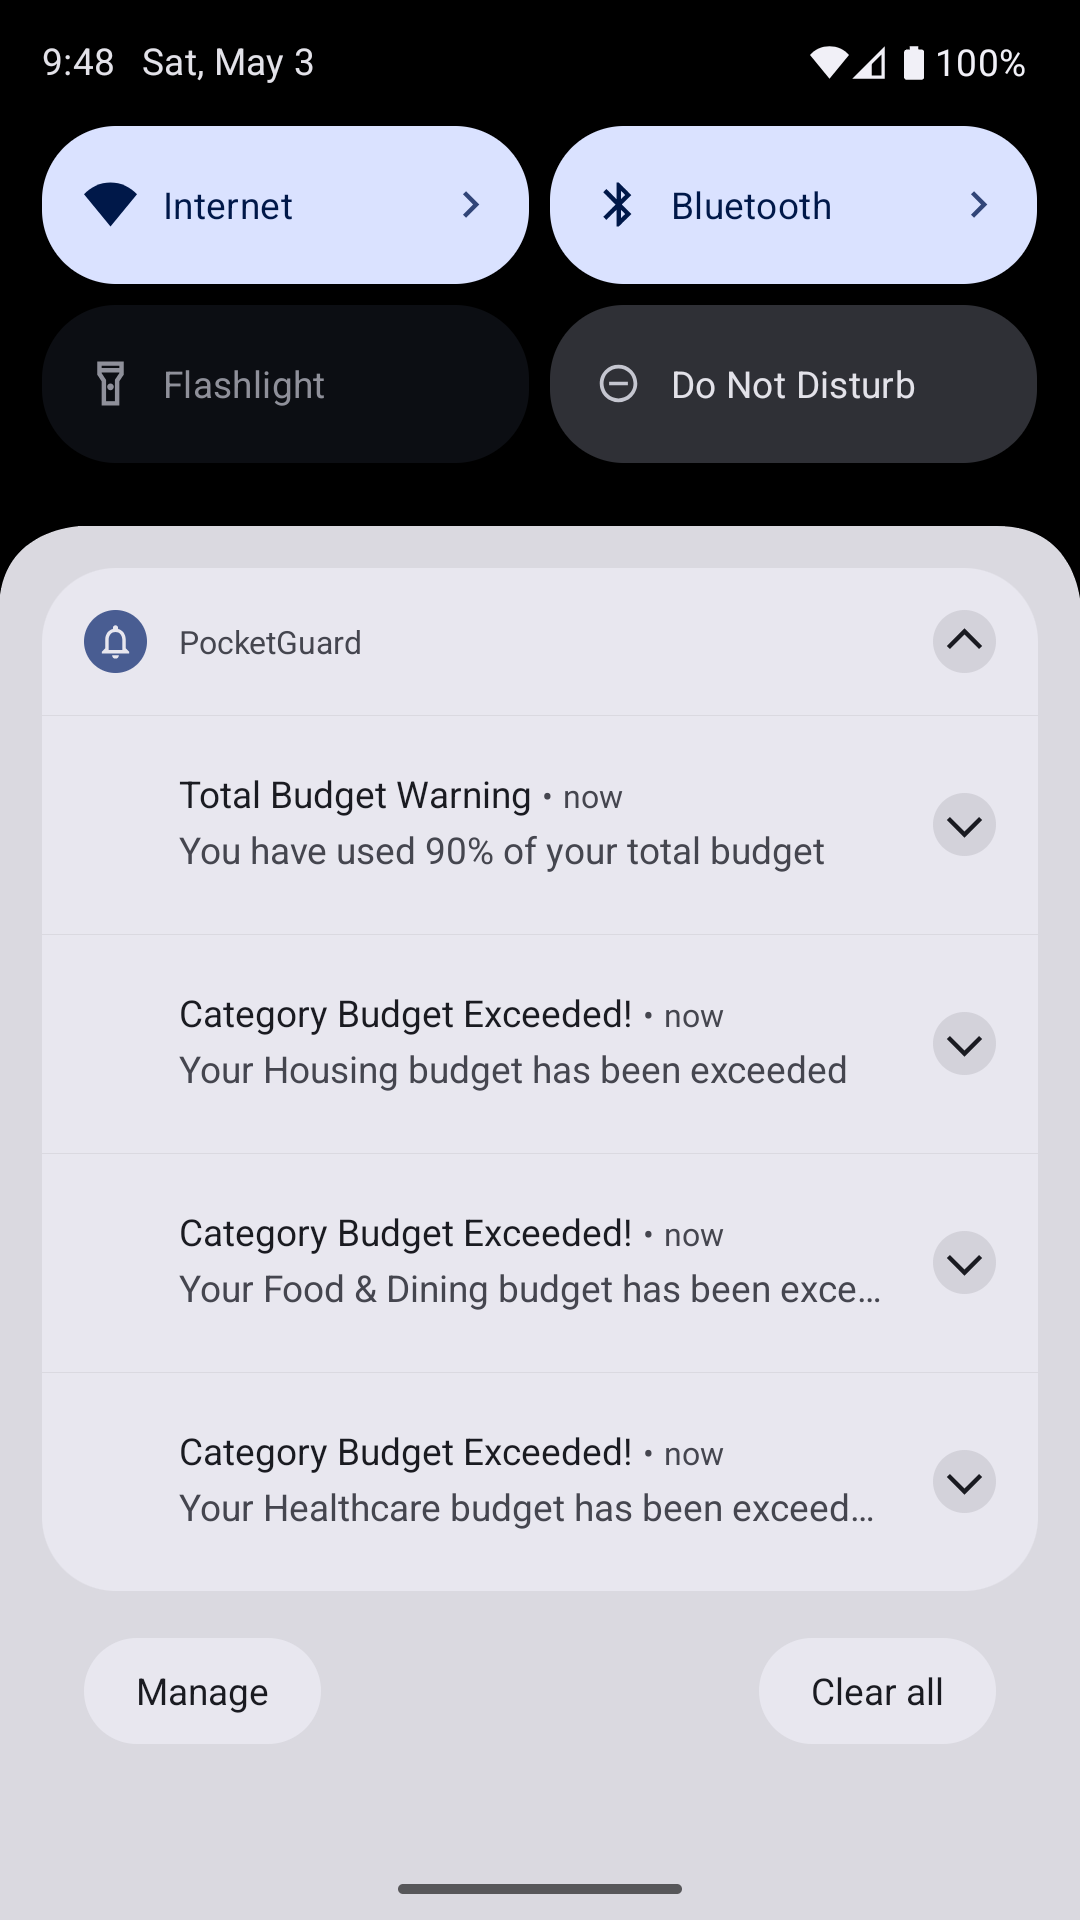 9:48 Sat, May 3 100%
Internet Bluetooth
Flashlight Do Not Disturb
PocketGuard
Total Budget Warning • now
You have used 90% of your total budget
Category Budget Exceeded! • now
Your Housing budget has been exceeded
Category Budget Exceeded! • now
Your Food & Dining budget has been exce…
Category Budget Exceeded! • now
Your Healthcare budget has been exceed…
Manage Clear all